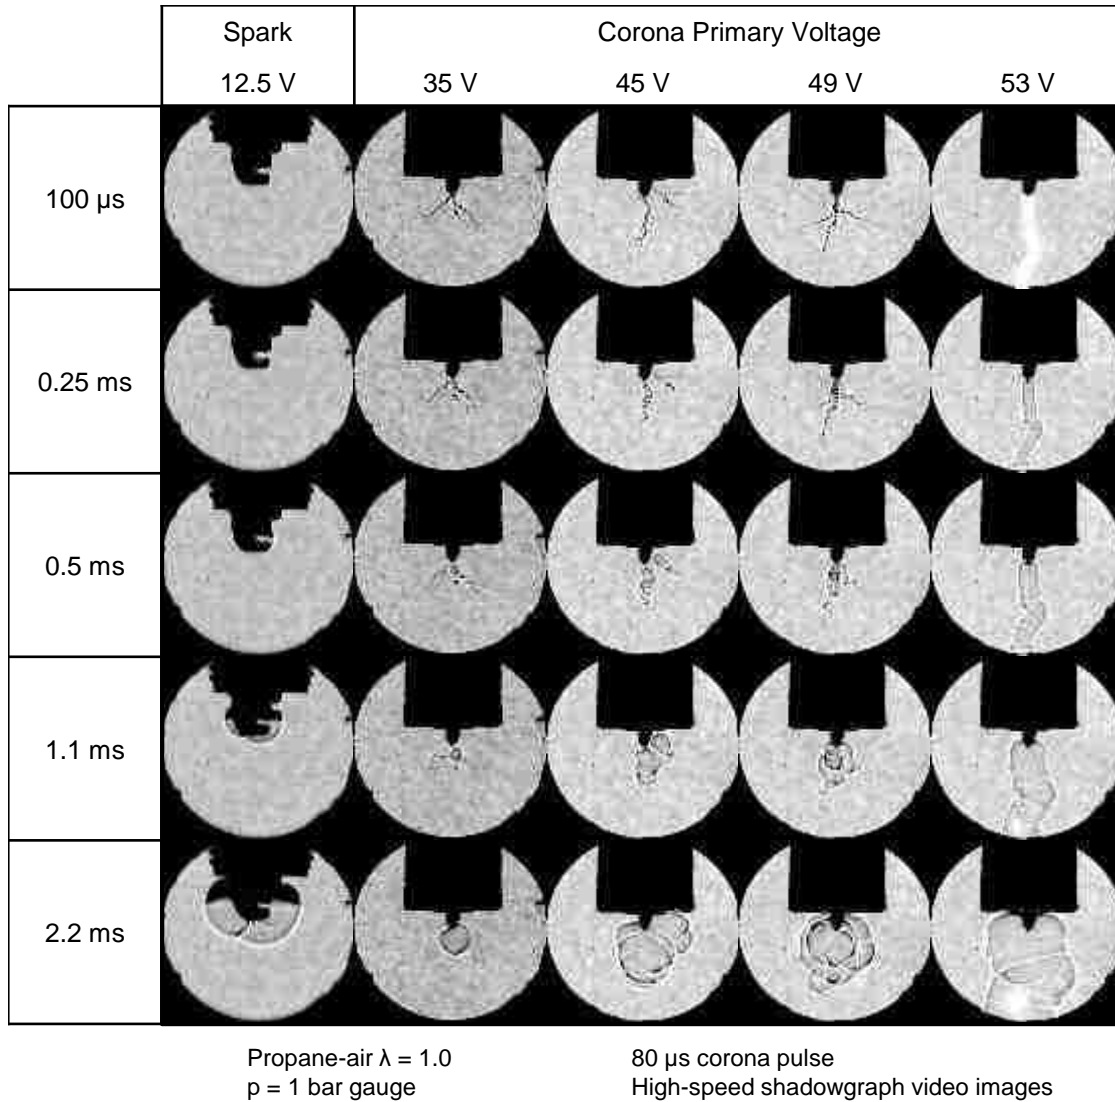 Spark
Corona Primary Voltage
12.5 V
35 V
45 V
49 V
53 V
100 µs
0.25 ms
0.5 ms
1.1 ms
2.2 ms
Propane-air λ = 1.0
p = 1 bar gauge
80 µs corona pulse
High-speed shadowgraph video images